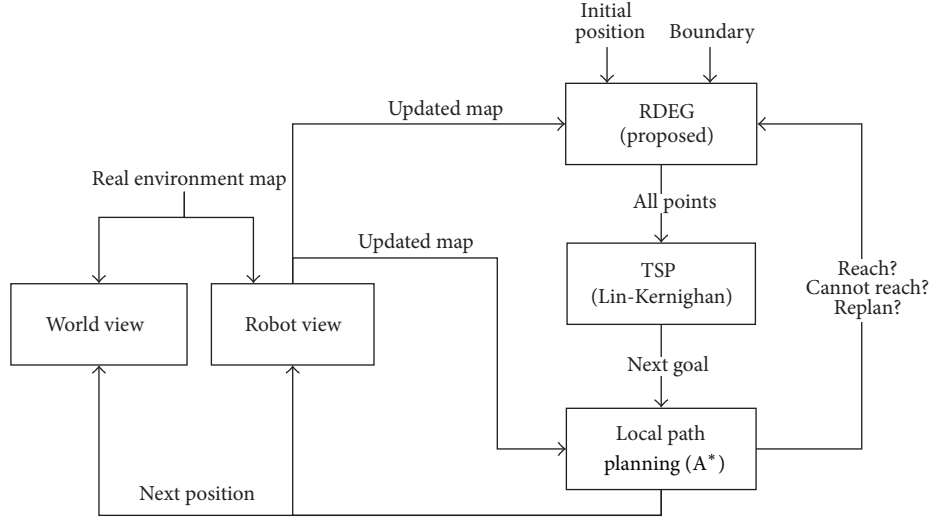 Initial
position
Boundary
Updated map
RDEG
(proposed)
Real environment map
All points
Updated map
TSP
(Lin-Kernighan)
Reach?
Cannot reach?
Replan?
World view
Robot view
Next goal
Local path
planning (A*)
Next position